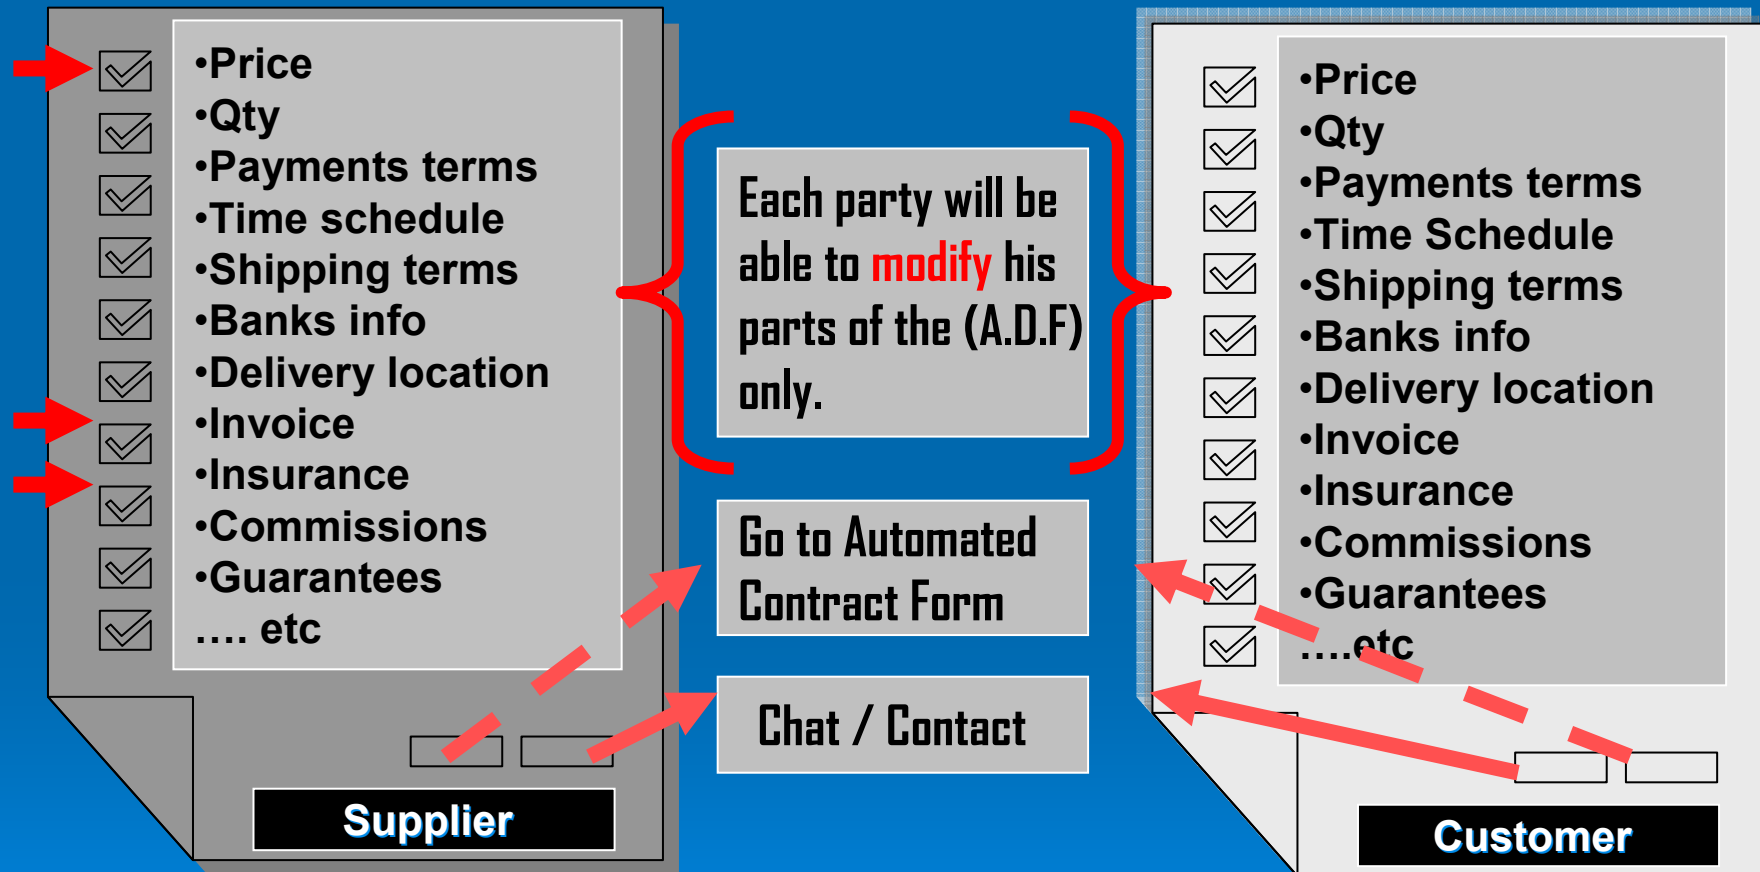 •Price
•Qty
•Payments terms
•Time schedule
•Shipping terms
•Banks info
•Delivery location
•Invoice
•Insurance
•Commissions
•Guarantees
…. etc
Supplier
Each party will be
able to modify his
parts of the (A.D.F)
only.
Go to Automated
Contract Form
Chat / Contact
•Price
•Qty
•Payments terms
•Time Schedule
•Shipping terms
•Banks info
•Delivery location
•Invoice
•Insurance
•Commissions
•Guarantees
….etc
Customer